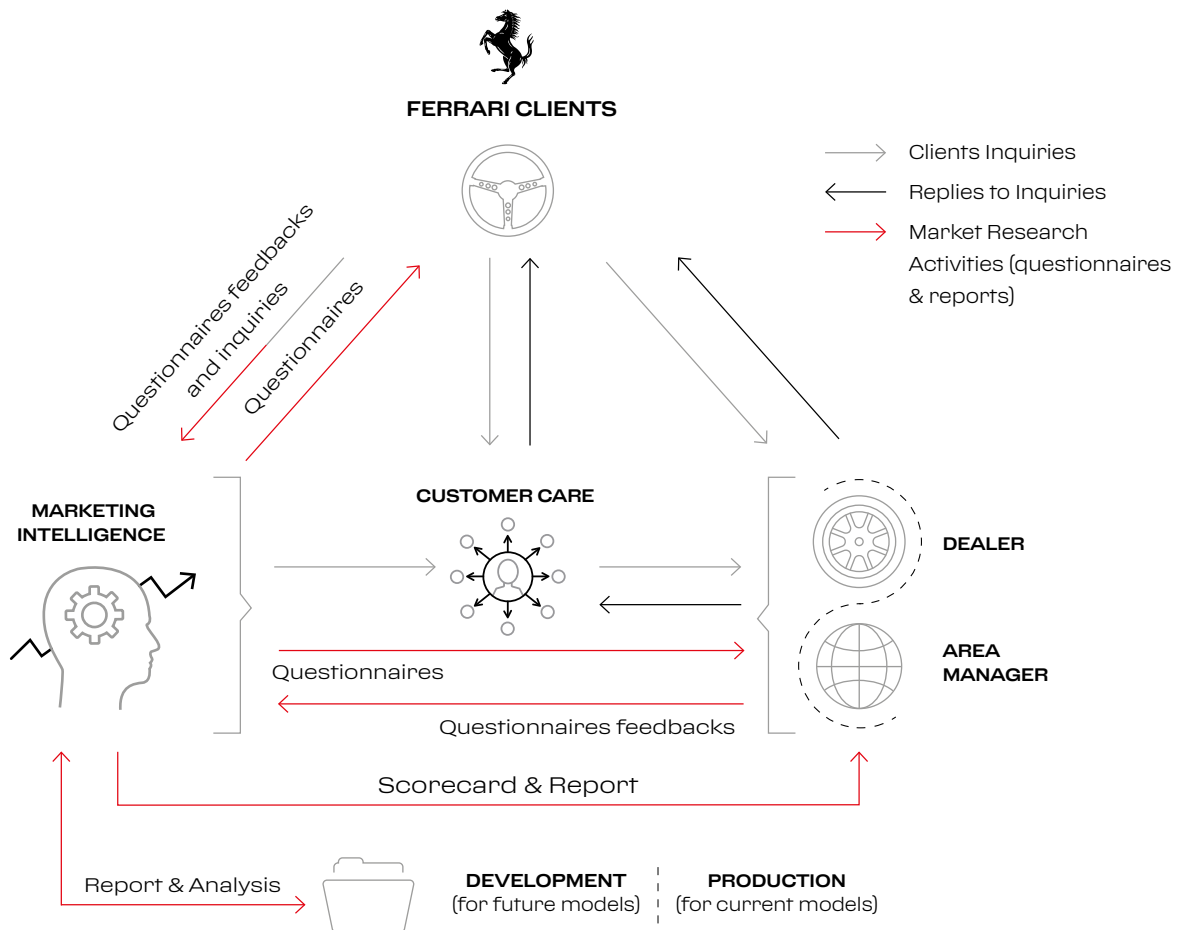 FERRARI CLIENTS
Clients Inquiries
Replies to Inquiries
Market Research
Activities (questionnaires
& reports)
Questionnaires feedbacks
and inquiries
Questionnaires
MARKETING
INTELLIGENCE
CUSTOMER CARE
DEALER
AREA
MANAGER
Questionnaires
Questionnaires feedbacks
Scorecard & Report
Report & Analysis
DEVELOPMENT
(for future models)
PRODUCTION
(for current models)